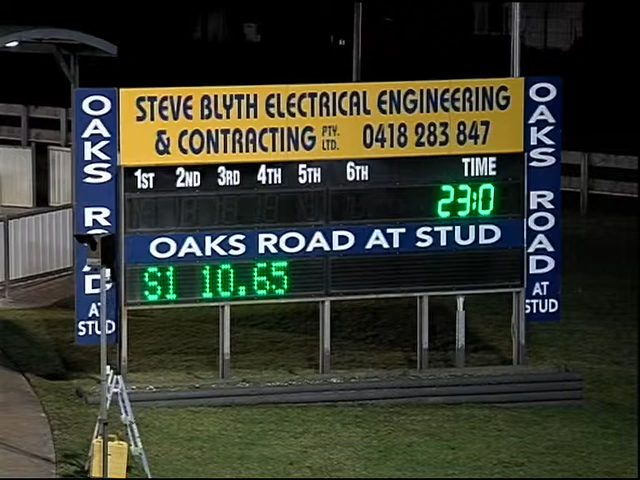 STEVE BLYTH ELECTRICAL ENGINEERING
& CONTRACTING PTY. LTD. 0418 283 847
1ST 2ND 3RD 4TH 5TH 6TH TIME
23:0
OAKS ROAD AT STUD
S1 10.65
OAKS
ROAD
AT
STUD
OAKS
ROAD
AT
STUD